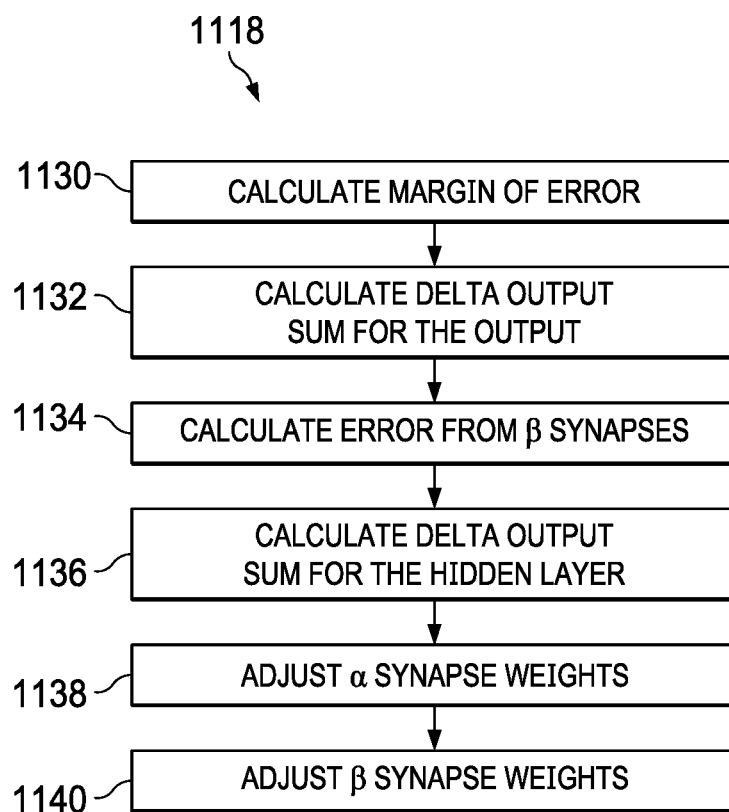 1118
1130
CALCULATE MARGIN OF ERROR
1132
CALCULATE DELTA OUTPUT
SUM FOR THE OUTPUT
1134
CALCULATE ERROR FROM β SYNAPSES
1136
CALCULATE DELTA OUTPUT
SUM FOR THE HIDDEN LAYER
1138
ADJUST α SYNAPSE WEIGHTS
1140
ADJUST β SYNAPSE WEIGHTS